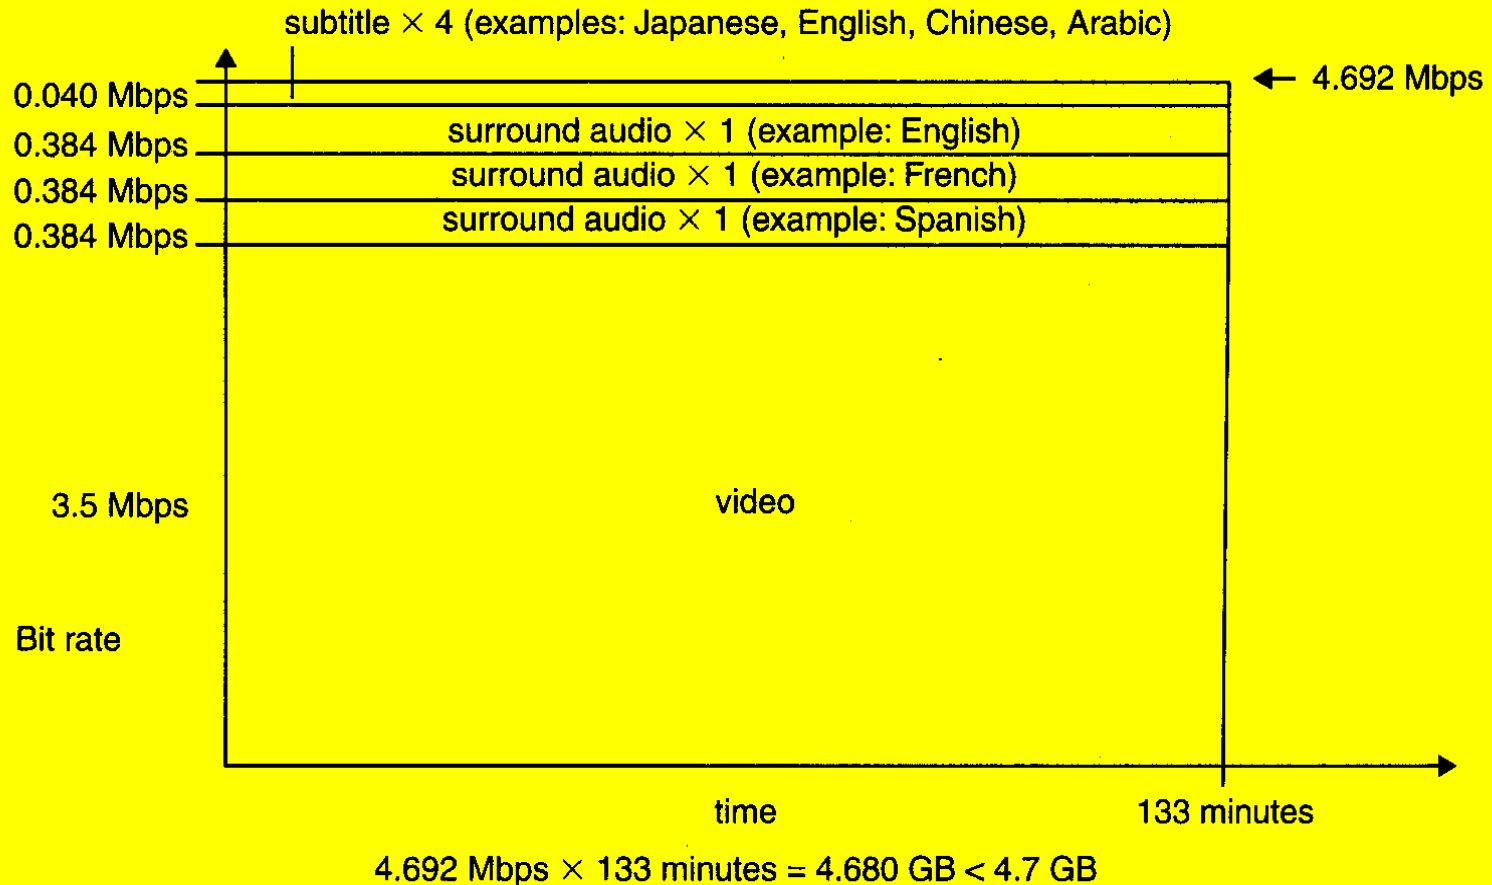 subtitle × 4 (examples: Japanese, English, Chinese, Arabic)
4.692 Mbps
0.040 Mbps
surround audio × 1 (example: English)
0.384 Mbps
surround audio × 1 (example: French)
0.384 Mbps
surround audio × 1 (example: Spanish)
0.384 Mbps
3.5 Mbps
video
Bit rate
time
133 minutes
4.692 Mbps × 133 minutes = 4.680 GB < 4.7 GB